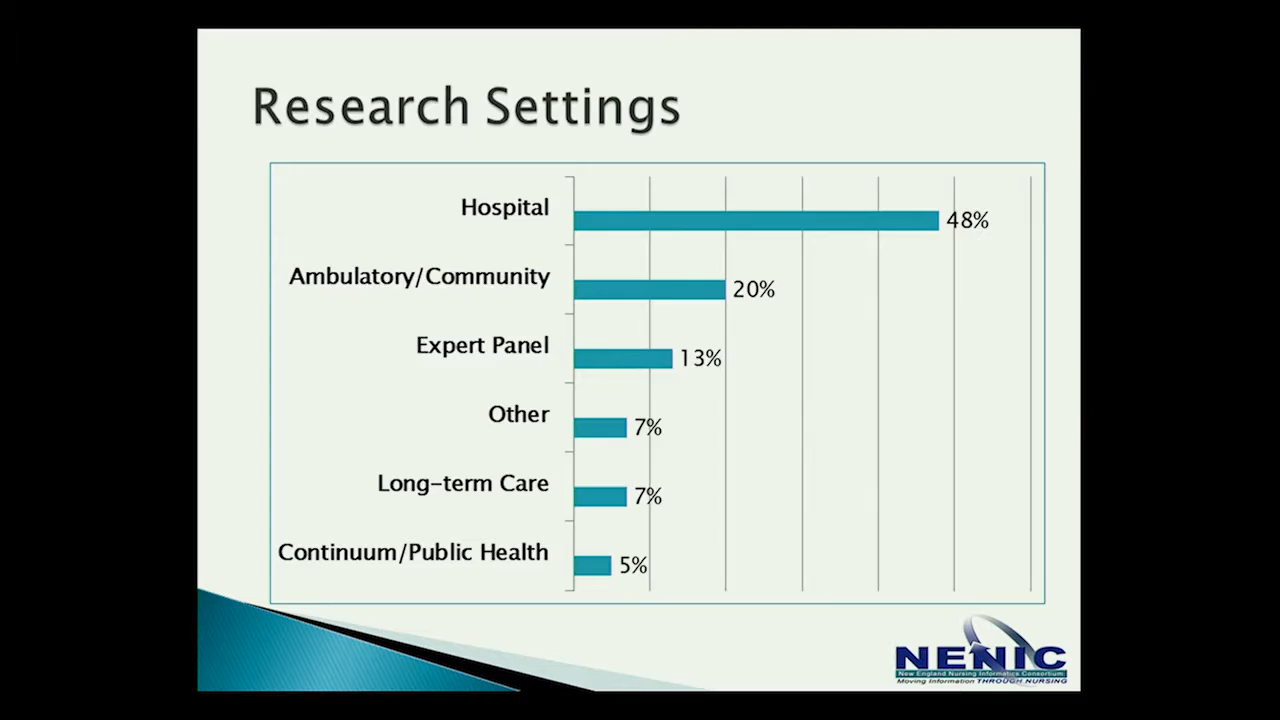 Research Settings
Hospital
48%
Ambulatory/Community
20%
Expert Panel
13%
Other
7%
Long-term Care
7%
Continuum/Public Health
5%
NENIC
New England Nursing Informatics Consortium
Moving Information THROUGH NURSING